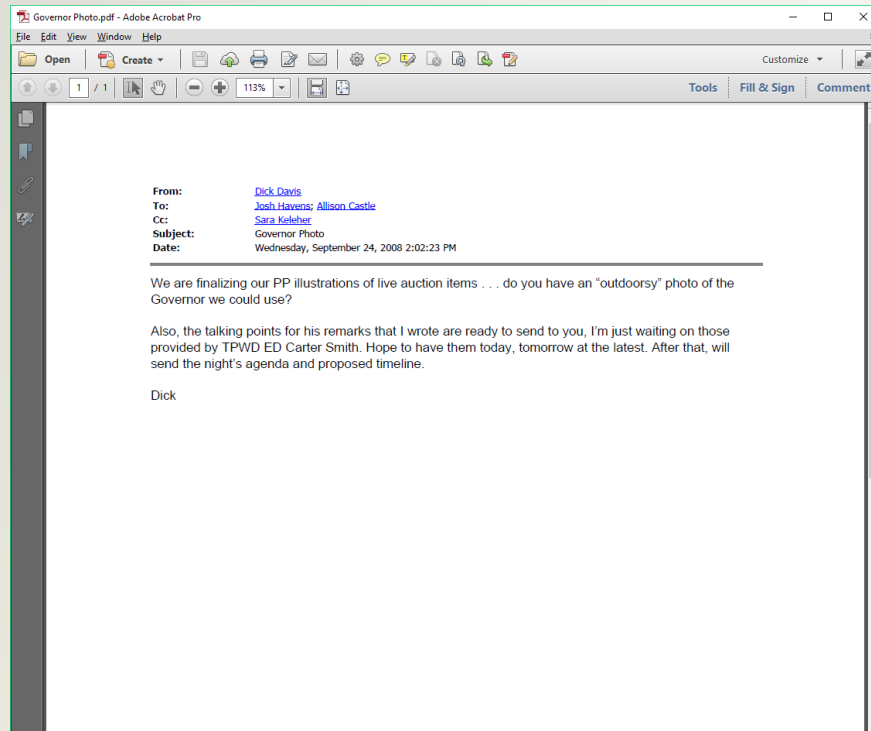 Governor Photo.pdf - Adobe Acrobat Pro
File Edit View Window Help
Open Create Customize
1 / 1 113% Tools Fill & Sign Comment
From: Dick Davis
To: Josh Havens; Allison Castle
Cc: Sara Keleher
Subject: Governor Photo
Date: Wednesday, September 24, 2008 2:02:23 PM
We are finalizing our PP illustrations of live auction items . . . do you have an “outdoorsy” photo of the
Governor we could use?
Also, the talking points for his remarks that I wrote are ready to send to you, I’m just waiting on those
provided by TPWD ED Carter Smith. Hope to have them today, tomorrow at the latest. After that, will
send the night’s agenda and proposed timeline.
Dick